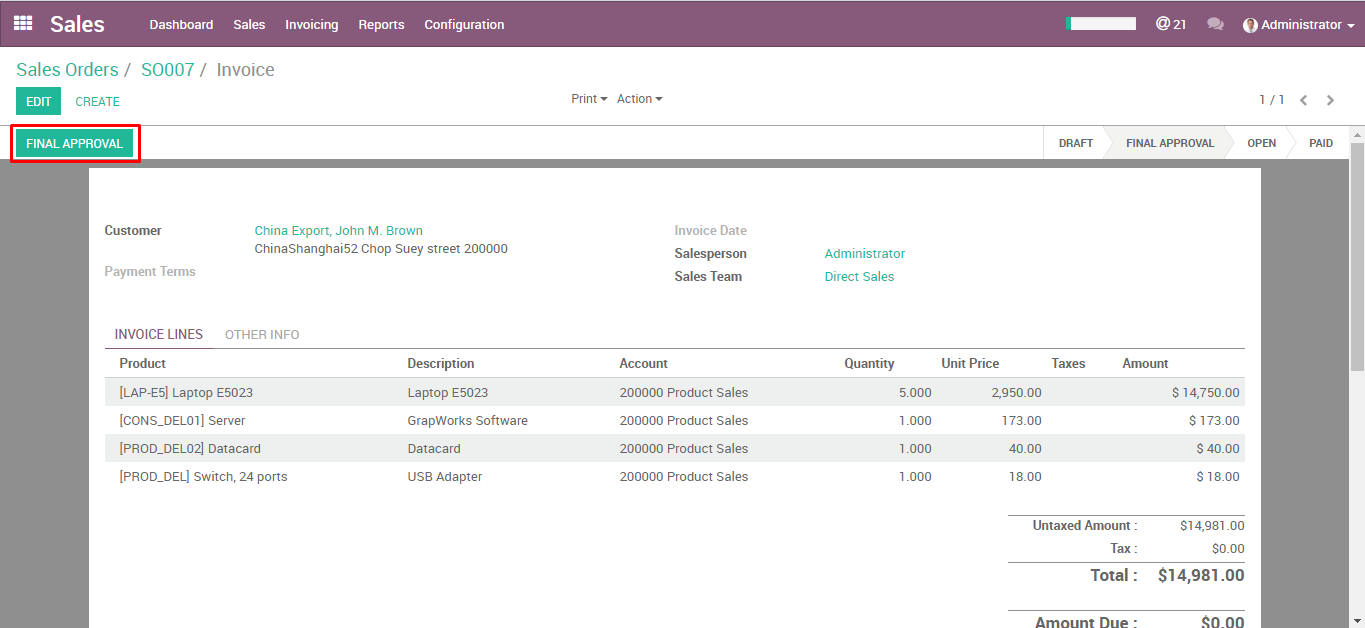 Sales Dashboard Sales Invoicing Reports Configuration @ 21 Administrator
Sales Orders / SO007 / Invoice
EDIT CREATE Print Action 1 / 1
FINAL APPROVAL DRAFT FINAL APPROVAL OPEN PAID
Customer China Export, John M. Brown Invoice Date
ChinaShanghai52 Chop Suey street 200000 Salesperson Administrator
Payment Terms Sales Team Direct Sales
INVOICE LINES OTHER INFO
Product Description Account Quantity Unit Price Taxes Amount
[LAP-E5] Laptop E5023 Laptop E5023 200000 Product Sales 5.000 2,950.00 $ 14,750.00
[CONS_DEL01] Server GrapWorks Software 200000 Product Sales 1.000 173.00 $ 173.00
[PROD_DEL02] Datacard Datacard 200000 Product Sales 1.000 40.00 $ 40.00
[PROD_DEL] Switch, 24 ports USB Adapter 200000 Product Sales 1.000 18.00 $ 18.00
Untaxed Amount : $14,981.00
Tax : $0.00
Total : $14,981.00
Amount Due : $0.00